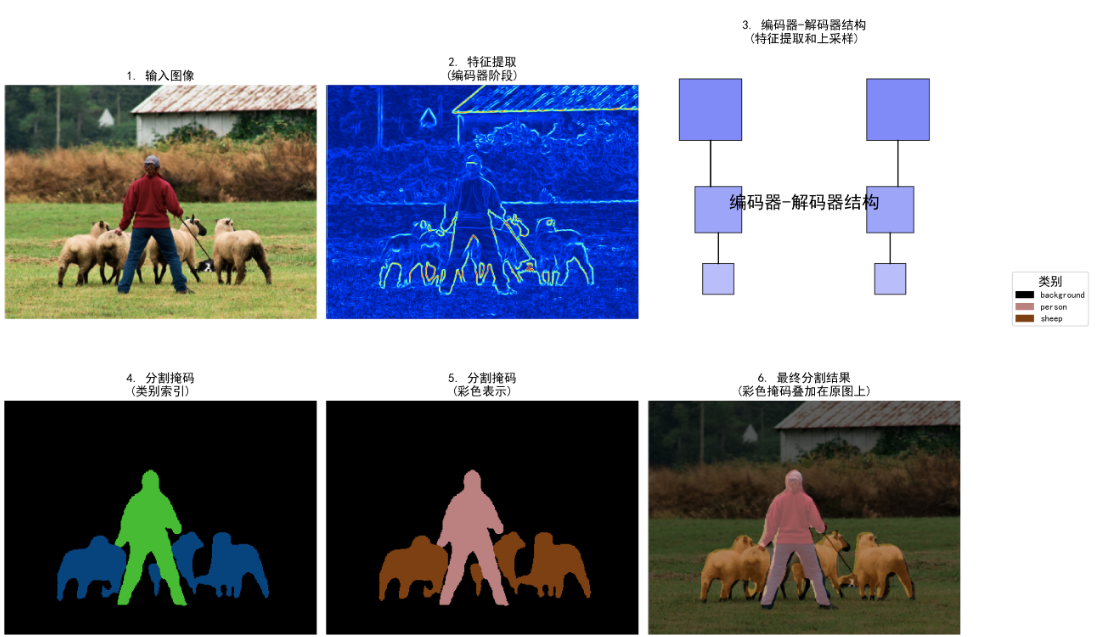 1. 输入图像
2. 特征提取
(编码器阶段)
3. 编码器-解码器结构
(特征提取和上采样)
编码器-解码器结构
类别
background
person
sheep
4. 分割掩码
(类别索引)
5. 分割掩码
(彩色表示)
6. 最终分割结果
(彩色掩码叠加在原图上)